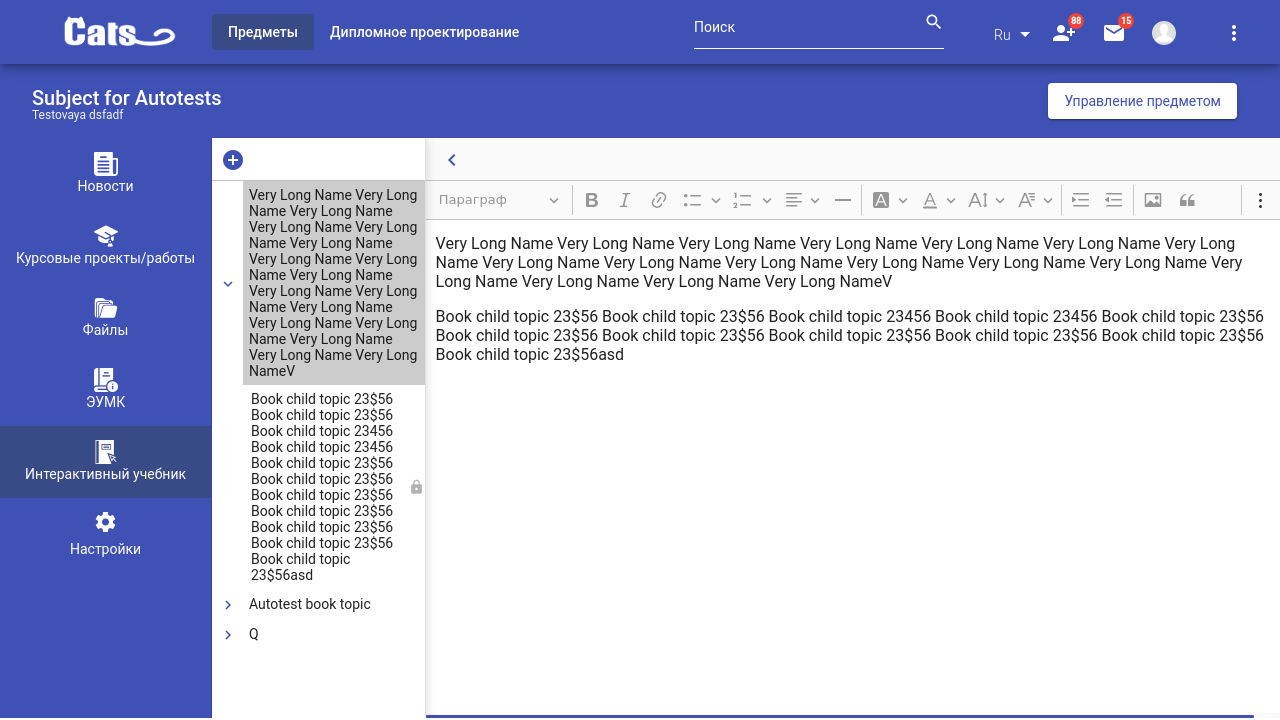 Cats
Предметы
Дипломное проектирование
Поиск
Ru
88
15
Subject for Autotests
Testovaya dsfadf
Управление предметом
Новости
Курсовые проекты/работы
Файлы
ЭУМК
Интерактивный учебник
Настройки
Very Long Name Very Long
Name Very Long Name
Very Long Name Very Long
Name Very Long Name
Very Long Name Very Long
Name Very Long Name
Very Long Name Very Long
Name Very Long Name
Very Long Name Very Long
Name Very Long Name
Very Long Name Very Long
NameV
Book child topic 23$56
Book child topic 23$56
Book child topic 23456
Book child topic 23456
Book child topic 23$56
Book child topic 23$56
Book child topic 23$56
Book child topic 23$56
Book child topic 23$56
Book child topic 23$56
Book child topic
23$56asd
Autotest book topic
Q
Параграф
Very Long Name Very Long Name Very Long Name Very Long Name Very Long Name Very Long Name Very Long
Name Very Long Name Very Long Name Very Long Name Very Long Name Very Long Name Very Long Name Very
Long Name Very Long Name Very Long Name Very Long NameV
Book child topic 23$56 Book child topic 23$56 Book child topic 23456 Book child topic 23456 Book child topic 23$56
Book child topic 23$56 Book child topic 23$56 Book child topic 23$56 Book child topic 23$56 Book child topic 23$56
Book child topic 23$56asd